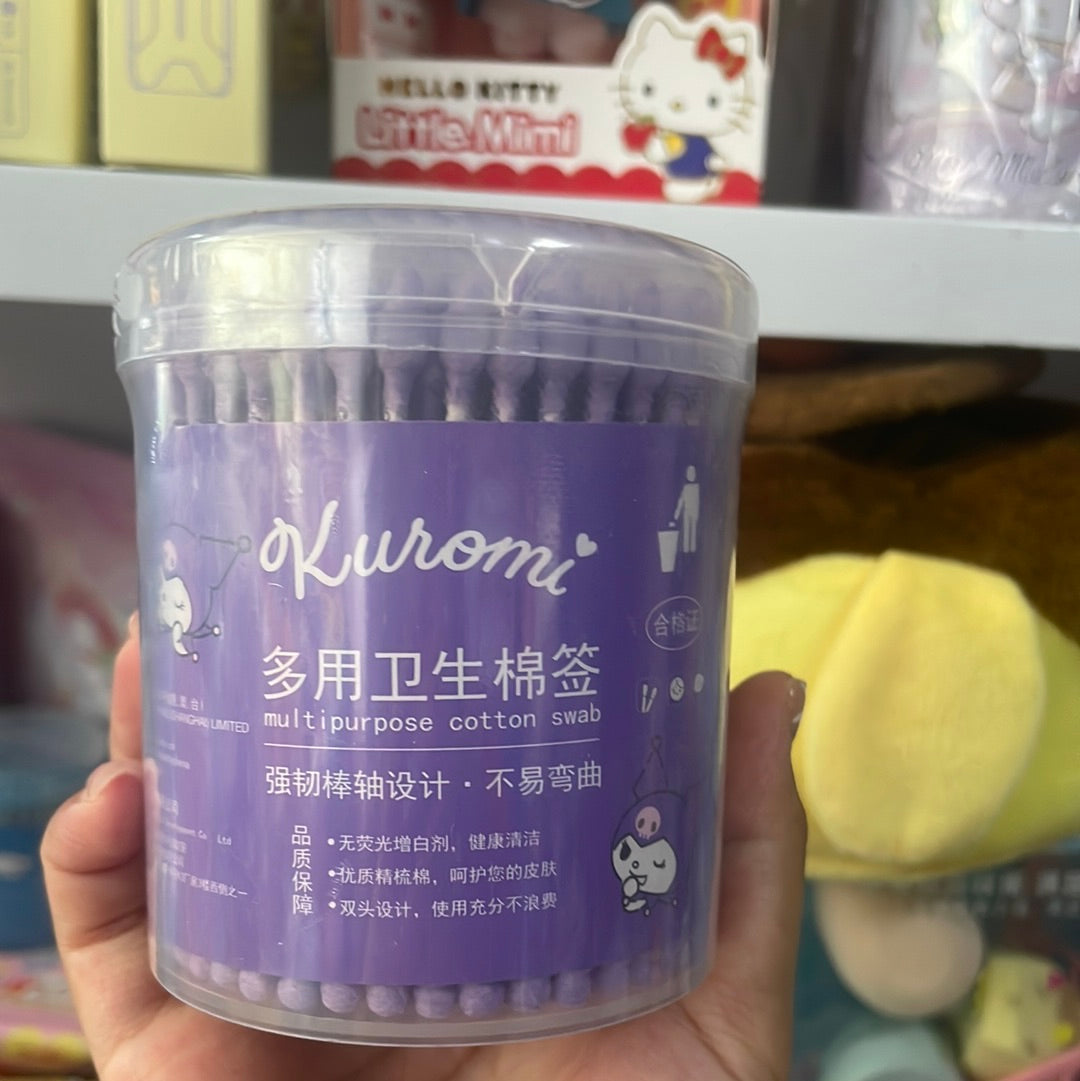 HELLO KITTY
Little Mimi
Kuromi
合格证
多用卫生棉签
multipurpose cotton swab
强韧棒轴设计·不易弯曲
品质保障
•无荧光增白剂，健康清洁
•优质精梳棉，呵护您的皮肤
•双头设计，使用充分不浪费
LIMITED
Co Ltd